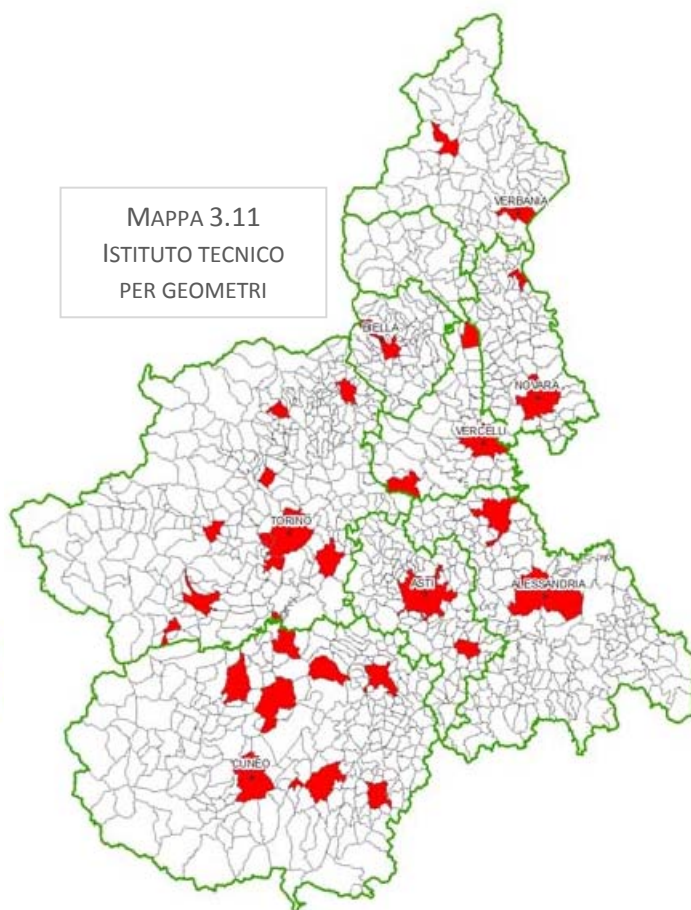 MAPPA 3.11
ISTITUTO TECNICO
PER GEOMETRI
VERBANIA
BIELLA
NOVARA
VERCELLI
TORINO
ASTI
ALESSANDRIA
CUNEO